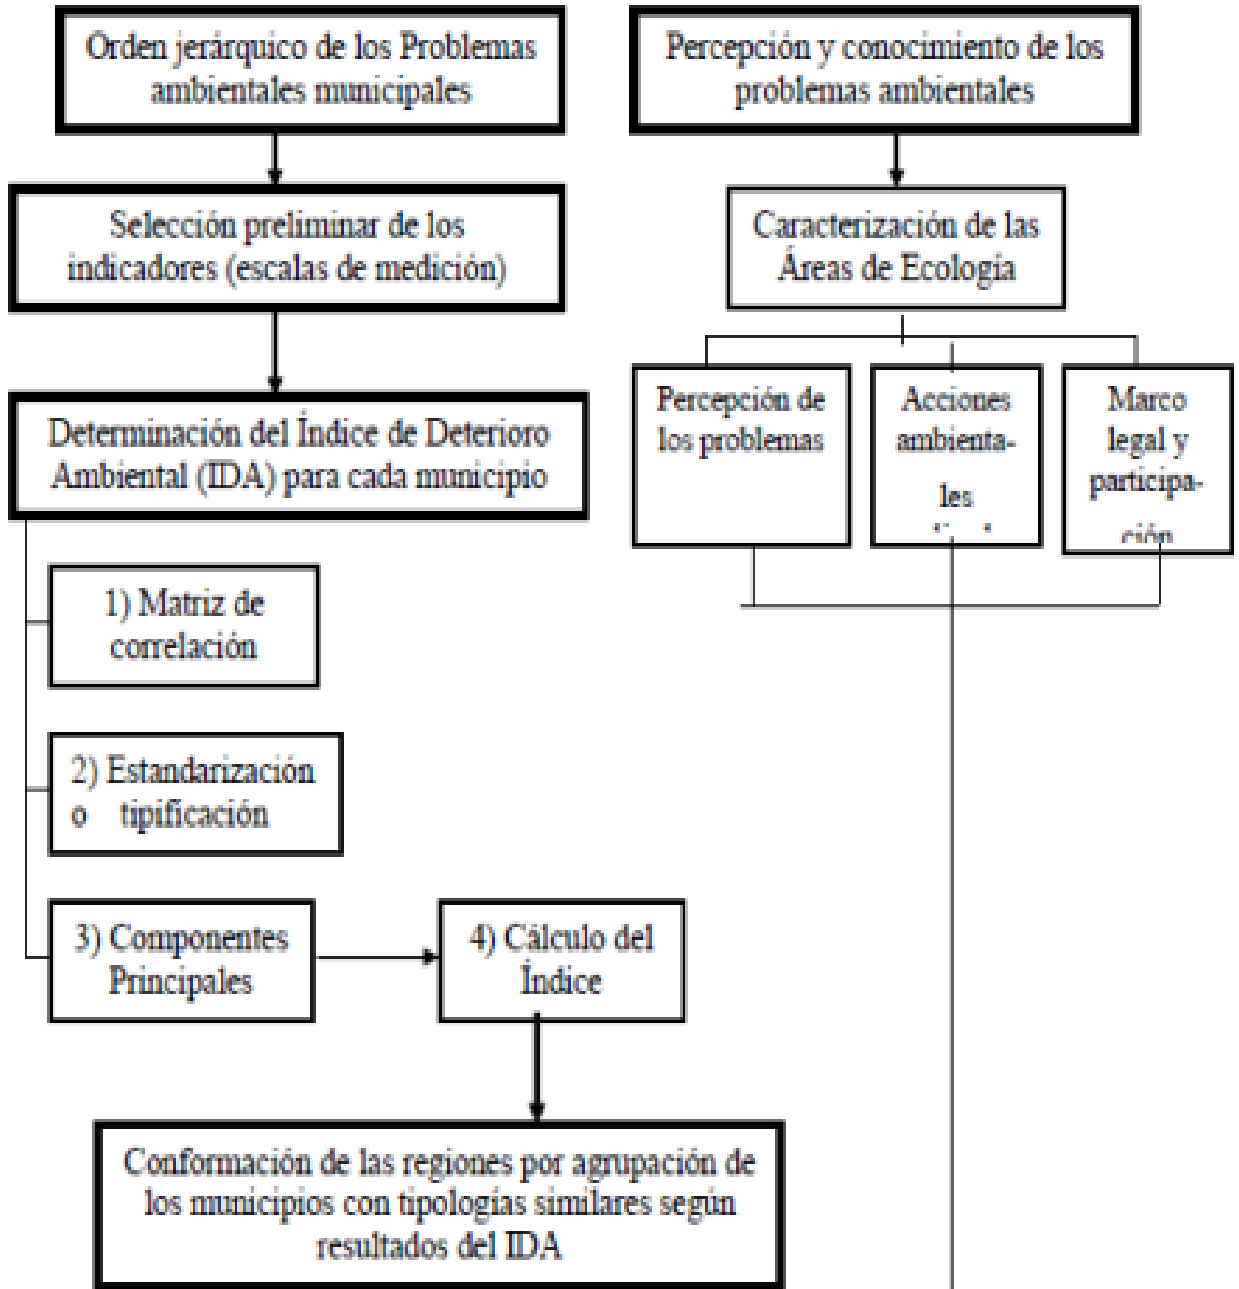 Orden jerárquico de los Problemas
ambientales municipales
Percepción y conocimiento de los
problemas ambientales
Selección preliminar de los
indicadores (escalas de medición)
Caracterización de las
Áreas de Ecología
Determinación del Índice de Deterioro
Ambiental (IDA) para cada municipio
Percepción de
los problemas
Acciones
ambienta-
les
Marco
legal y
participa-
ción
1) Matriz de
correlación
2) Estandarización
o tipificación
3) Componentes
Principales
4) Cálculo del
Índice
Conformación de las regiones por agrupación de
los municipios con tipologías similares según
resultados del IDA